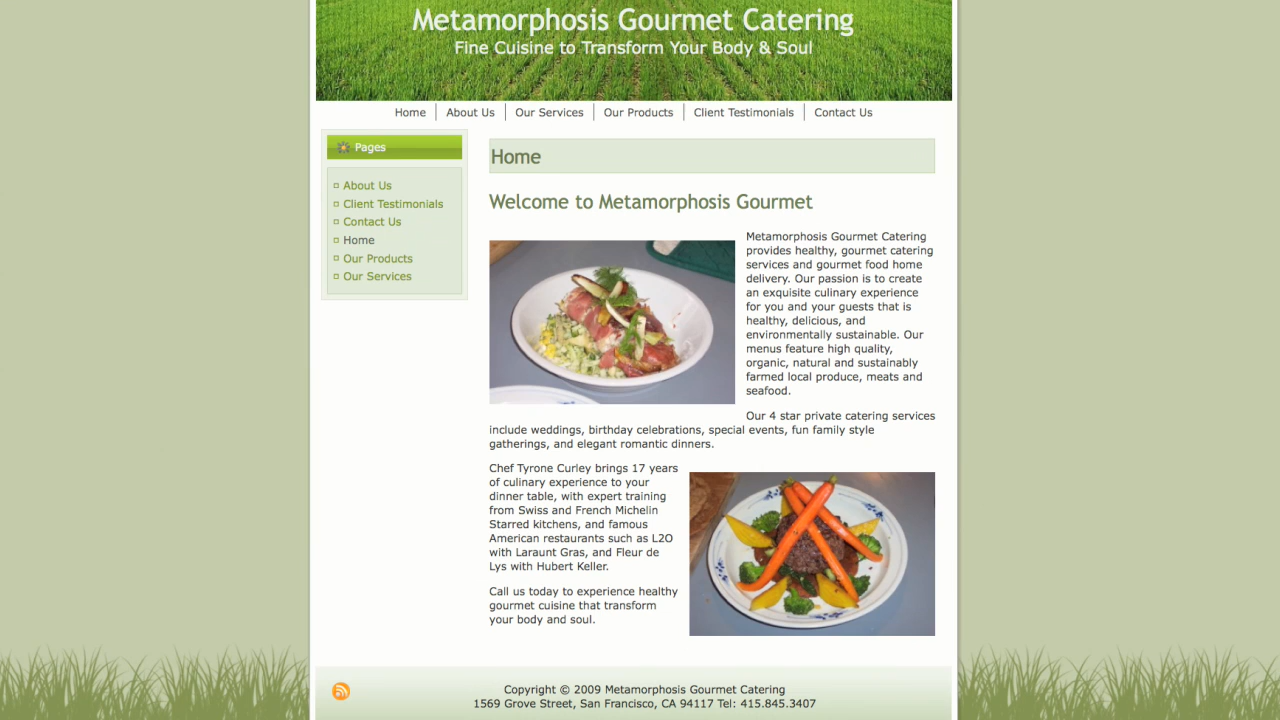 Metamorphosis Gourmet Catering
Fine Cuisine to Transform Your Body & Soul
Home
About Us
Our Services
Our Products
Client Testimonials
Contact Us
Pages
About Us
Client Testimonials
Contact Us
Home
Our Products
Our Services
Home
Welcome to Metamorphosis Gourmet
Metamorphosis Gourmet Catering
provides healthy, gourmet catering
services and gourmet food home
delivery. Our passion is to create
an exquisite culinary experience
for you and your guests that is
healthy, delicious, and
environmentally sustainable. Our
menus feature high quality,
organic, natural and sustainably
farmed local produce, meats and
seafood.
Our 4 star private catering services
include weddings, birthday celebrations, special events, fun family style
gatherings, and elegant romantic dinners.
Chef Tyrone Curley brings 17 years
of culinary experience to your
dinner table, with expert training
from Swiss and French Michelin
Starred kitchens, and famous
American restaurants such as L2O
with Laraunt Gras, and Fleur de
Lys with Hubert Keller.
Call us today to experience healthy
gourmet cuisine that transform
your body and soul.
Copyright © 2009 Metamorphosis Gourmet Catering
1569 Grove Street, San Francisco, CA 94117 Tel: 415.845.3407